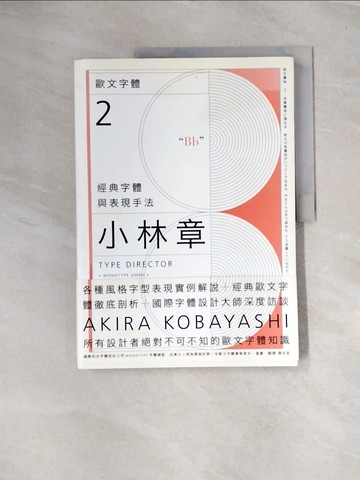 歐文字體
2
“Bb”
經典字體
與表現手法
小林章
TYPE DIRECTOR
• MONOTYPE GMBH •
各種風格字型表現實例解說＋經典歐文字
體徹底剖析＋國際字體設計大師深度訪談
AKIRA KOBAYASHI
所有設計者絕對不可不知的歐文字體知識